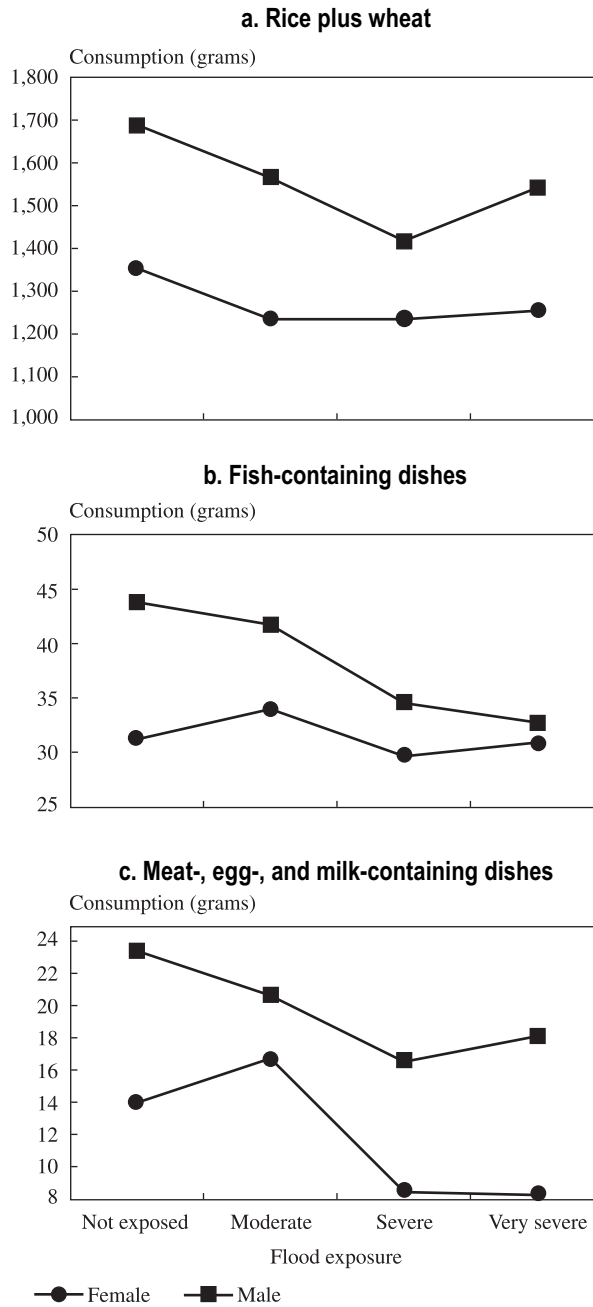 a. Rice plus wheat
Consumption (grams)
1,800
1,700
1,600
1,500
1,400
1,300
1,200
1,100
1,000
b. Fish-containing dishes
Consumption (grams)
50
45
40
35
30
25
c. Meat-, egg-, and milk-containing dishes
Consumption (grams)
24
22
20
18
16
14
12
10
8
Not exposed Moderate Severe Very severe
Flood exposure
Female Male